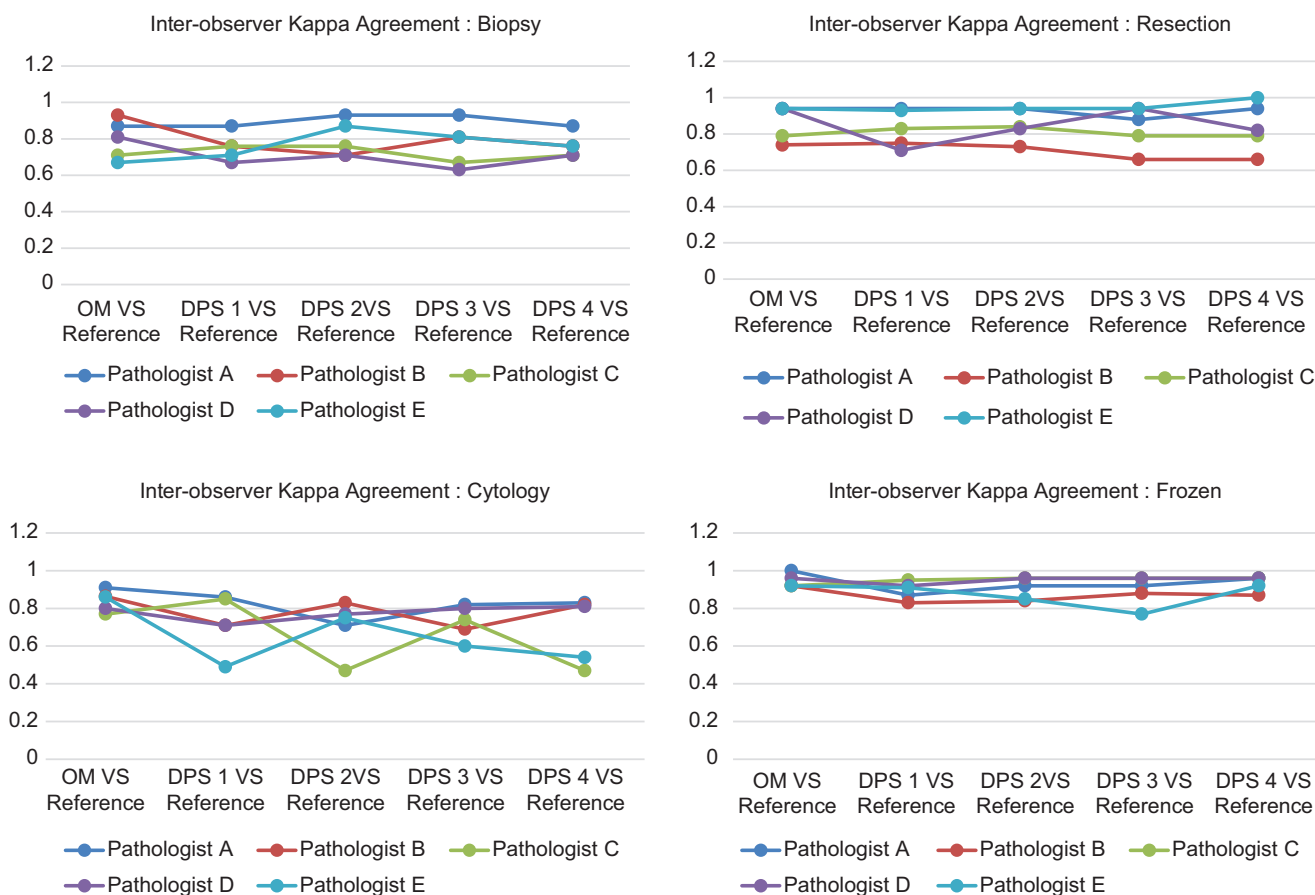 Inter-observer Kappa Agreement : Biopsy
1.2
1
0.8
0.6
0.4
0.2
0
OM VS DPS 1 VS DPS 2VS DPS 3 VS DPS 4 VS
Reference Reference Reference Reference Reference
Pathologist A Pathologist B Pathologist C
Pathologist D Pathologist E
Inter-observer Kappa Agreement : Resection
1.2
1
0.8
0.6
0.4
0.2
0
OM VS DPS 1 VS DPS 2VS DPS 3 VS DPS 4 VS
Reference Reference Reference Reference Reference
Pathologist A Pathologist B Pathologist C
Pathologist D Pathologist E
Inter-observer Kappa Agreement : Cytology
1.2
1
0.8
0.6
0.4
0.2
0
OM VS DPS 1 VS DPS 2VS DPS 3 VS DPS 4 VS
Reference Reference Reference Reference Reference
Pathologist A Pathologist B Pathologist C
Pathologist D Pathologist E
Inter-observer Kappa Agreement : Frozen
1.2
1
0.8
0.6
0.4
0.2
0
OM VS DPS 1 VS DPS 2VS DPS 3 VS DPS 4 VS
Reference Reference Reference Reference Reference
Pathologist A Pathologist B Pathologist C
Pathologist D Pathologist E